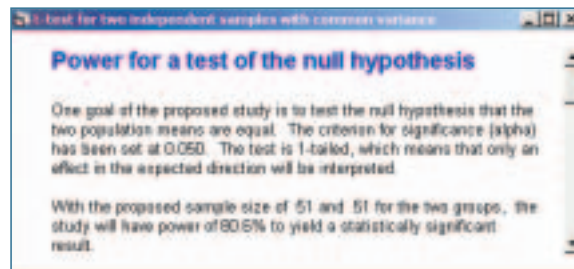 t-test for two independent samples with common variance
Power for a test of the null hypothesis
One goal of the proposed study is to test the null hypothesis that the
two population means are equal. The criterion for significance (alpha)
has been set at 0.050. The test is 1-tailed, which means that only an
effect in the expected direction will be interpreted.
With the proposed sample size of 51 and 51 for the two groups, the
study will have power of 80.6% to yield a statistically significant
result.